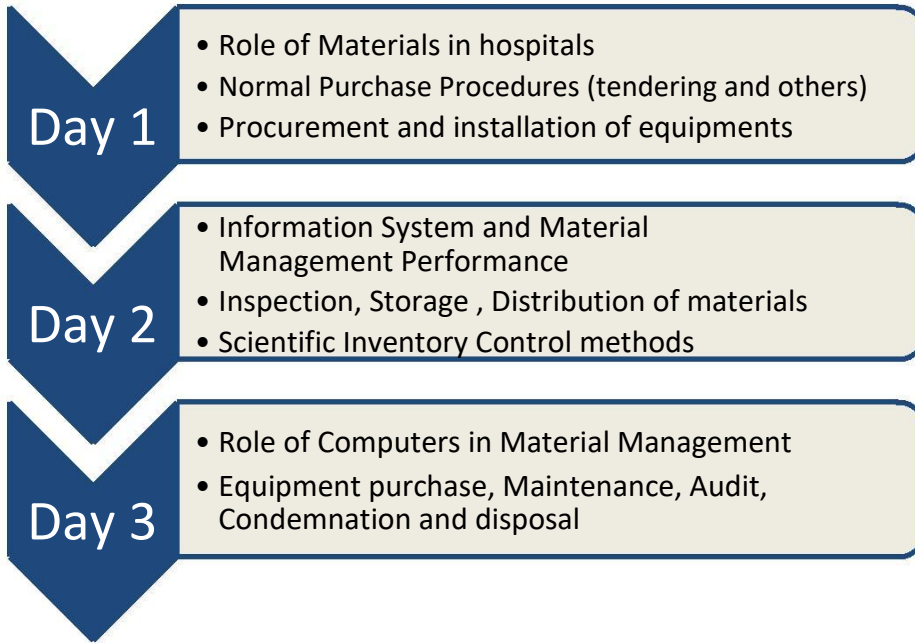 Day 1
• Role of Materials in hospitals
• Normal Purchase Procedures (tendering and others)
• Procurement and installation of equipments
Day 2
• Information System and Material
Management Performance
• Inspection, Storage , Distribution of materials
• Scientific Inventory Control methods
Day 3
• Role of Computers in Material Management
• Equipment purchase, Maintenance, Audit,
Condemnation and disposal